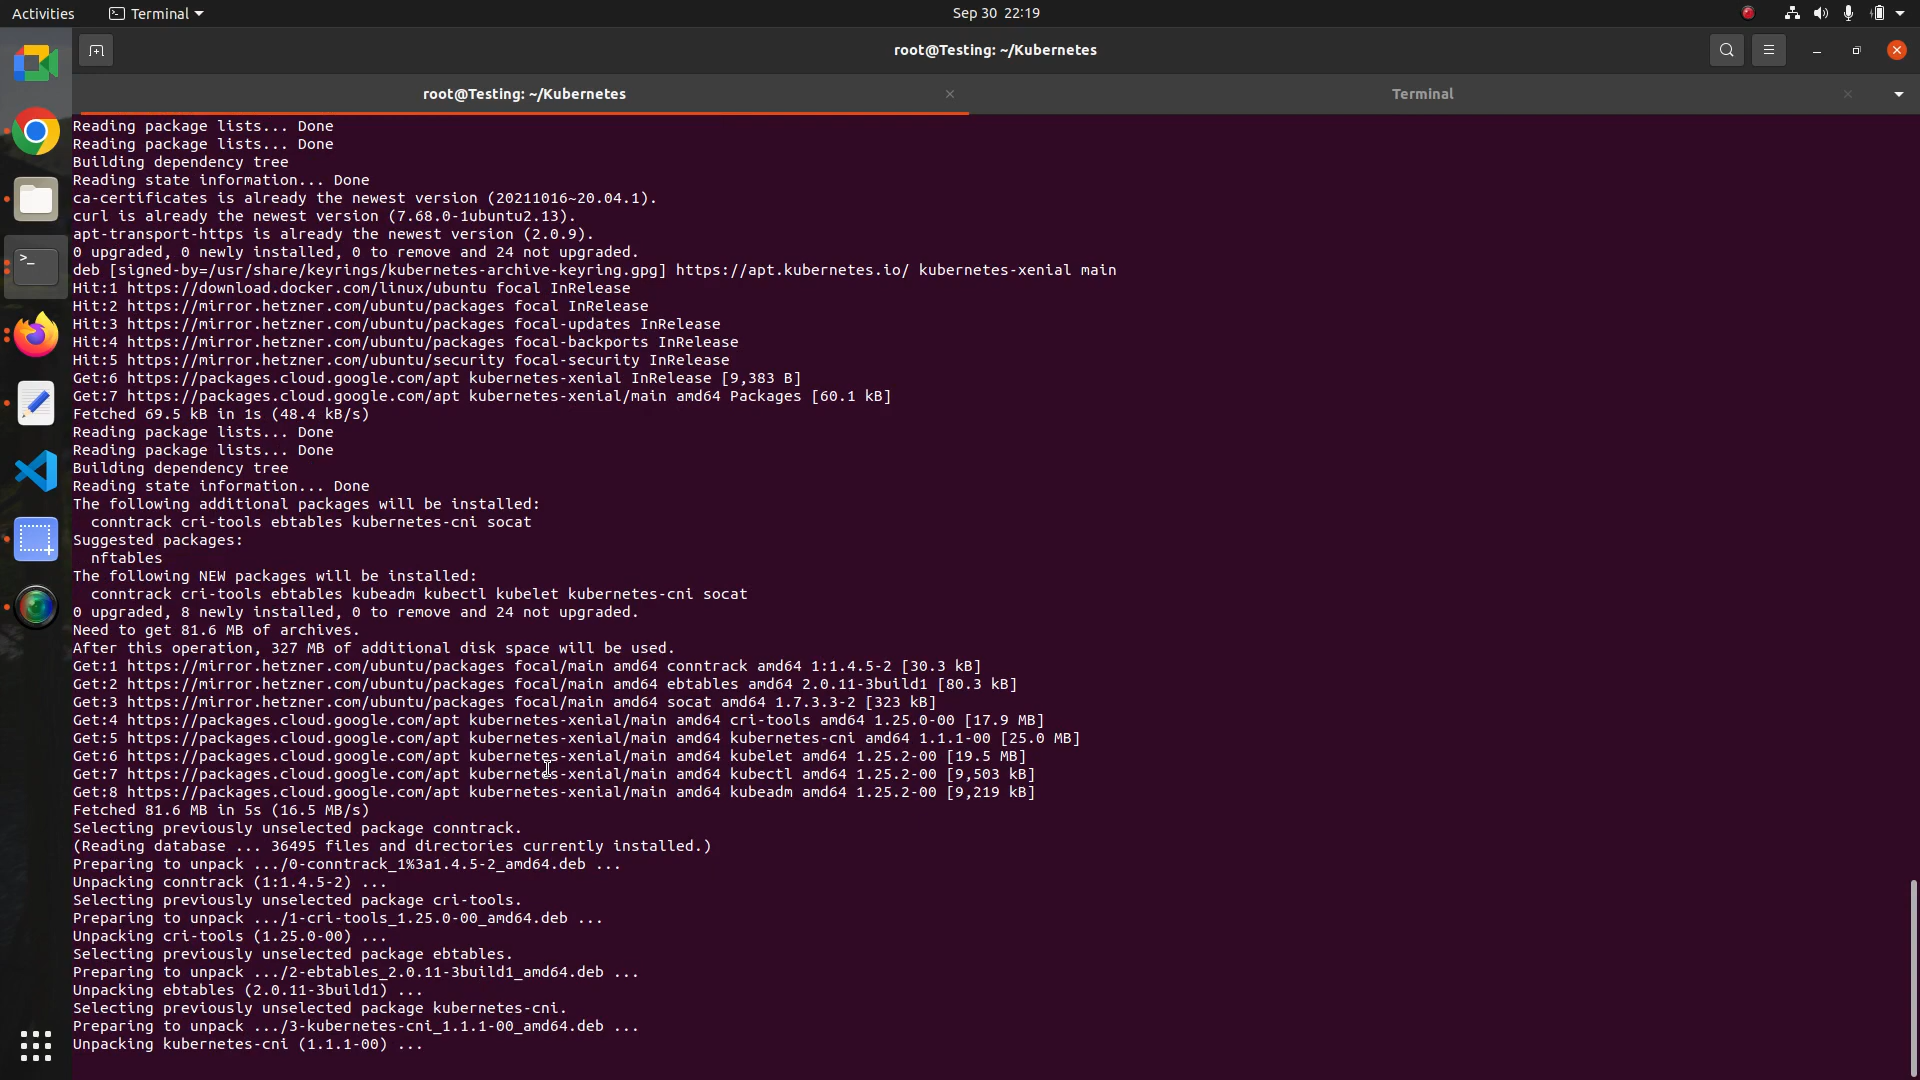 Activities
Terminal
Sep 30 22:19
root@Testing: ~/Kubernetes
root@Testing: ~/Kubernetes
Terminal
Reading package lists... Done
Reading package lists... Done
Building dependency tree
Reading state information... Done
ca-certificates is already the newest version (20211016~20.04.1).
curl is already the newest version (7.68.0-1ubuntu2.13).
apt-transport-https is already the newest version (2.0.9).
0 upgraded, 0 newly installed, 0 to remove and 24 not upgraded.
deb [signed-by=/usr/share/keyrings/kubernetes-archive-keyring.gpg] https://apt.kubernetes.io/ kubernetes-xenial main
Hit:1 https://download.docker.com/linux/ubuntu focal InRelease
Hit:2 https://mirror.hetzner.com/ubuntu/packages focal InRelease
Hit:3 https://mirror.hetzner.com/ubuntu/packages focal-updates InRelease
Hit:4 https://mirror.hetzner.com/ubuntu/packages focal-backports InRelease
Hit:5 https://mirror.hetzner.com/ubuntu/security focal-security InRelease
Get:6 https://packages.cloud.google.com/apt kubernetes-xenial InRelease [9,383 B]
Get:7 https://packages.cloud.google.com/apt kubernetes-xenial/main amd64 Packages [60.1 kB]
Fetched 69.5 kB in 1s (48.4 kB/s)
Reading package lists... Done
Reading package lists... Done
Building dependency tree
Reading state information... Done
The following additional packages will be installed:
conntrack cri-tools ebtables kubernetes-cni socat
Suggested packages:
nftables
The following NEW packages will be installed:
conntrack cri-tools ebtables kubeadm kubectl kubelet kubernetes-cni socat
0 upgraded, 8 newly installed, 0 to remove and 24 not upgraded.
Need to get 81.6 MB of archives.
After this operation, 327 MB of additional disk space will be used.
Get:1 https://mirror.hetzner.com/ubuntu/packages focal/main amd64 conntrack amd64 1:1.4.5-2 [30.3 kB]
Get:2 https://mirror.hetzner.com/ubuntu/packages focal/main amd64 ebtables amd64 2.0.11-3build1 [80.3 kB]
Get:3 https://mirror.hetzner.com/ubuntu/packages focal/main amd64 socat amd64 1.7.3.3-2 [323 kB]
Get:4 https://packages.cloud.google.com/apt kubernetes-xenial/main amd64 cri-tools amd64 1.25.0-00 [17.9 MB]
Get:5 https://packages.cloud.google.com/apt kubernetes-xenial/main amd64 kubernetes-cni amd64 1.1.1-00 [25.0 MB]
Get:6 https://packages.cloud.google.com/apt kubernetes-xenial/main amd64 kubelet amd64 1.25.2-00 [19.5 MB]
Get:7 https://packages.cloud.google.com/apt kubernetes-xenial/main amd64 kubectl amd64 1.25.2-00 [9,503 kB]
Get:8 https://packages.cloud.google.com/apt kubernetes-xenial/main amd64 kubeadm amd64 1.25.2-00 [9,219 kB]
Fetched 81.6 MB in 5s (16.5 MB/s)
Selecting previously unselected package conntrack.
(Reading database ... 36495 files and directories currently installed.)
Preparing to unpack .../0-conntrack_1%3a1.4.5-2_amd64.deb ...
Unpacking conntrack (1:1.4.5-2) ...
Selecting previously unselected package cri-tools.
Preparing to unpack .../1-cri-tools_1.25.0-00_amd64.deb ...
Unpacking cri-tools (1.25.0-00) ...
Selecting previously unselected package ebtables.
Preparing to unpack .../2-ebtables_2.0.11-3build1_amd64.deb ...
Unpacking ebtables (2.0.11-3build1) ...
Selecting previously unselected package kubernetes-cni.
Preparing to unpack .../3-kubernetes-cni_1.1.1-00_amd64.deb ...
Unpacking kubernetes-cni (1.1.1-00) ...